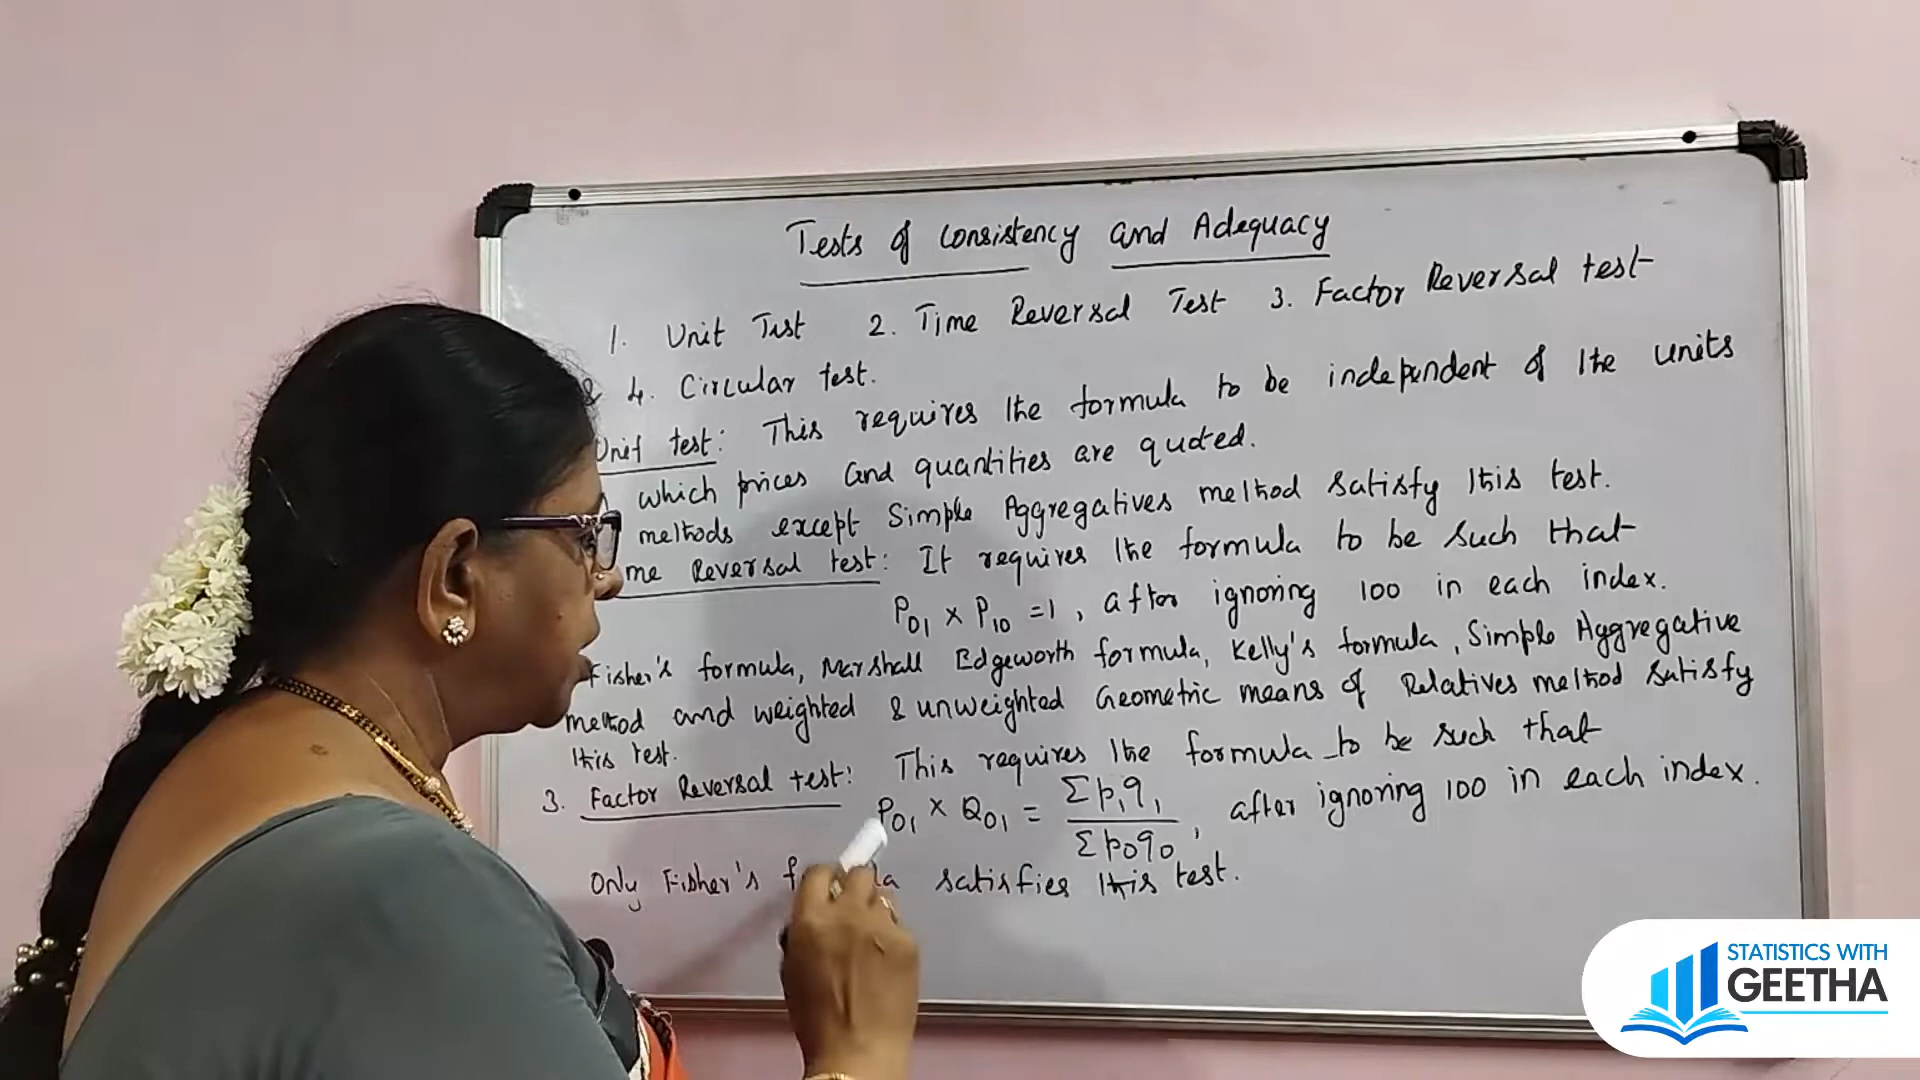 Tests of Consistency and Adequacy
1. Unit Test 2. Time Reversal Test 3. Factor Reversal test
& 4. Circular test.
Unit test: This requires the formula to be independent of the units
which prices and quantities are quoted.
methods except Simple Aggregatives method satisfy this test.
me Reversal test: It requires the formula to be such that
P01 × P10 = 1, after ignoring 100 in each index.
Fisher's formula, Marshall Edgeworth formula, Kelly's formula, Simple Aggregative
method and weighted & unweighted Geometric means of Relatives method satisfy
this test.
3. Factor Reversal test: This requires the formula to be such that
P01 × Q01 = Σp1q1 / Σp0q0, after ignoring 100 in each index.
Only Fisher's f la satisfies this test.
STATISTICS WITH
GEETHA